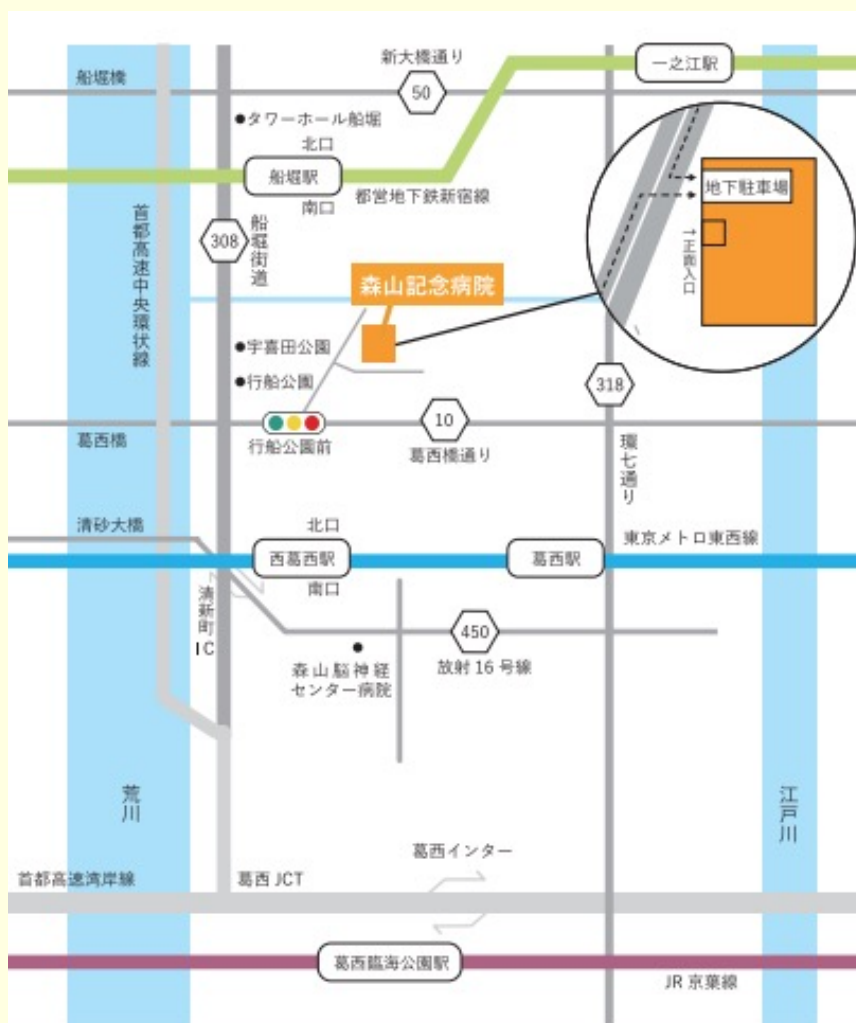 新大橋通り
一之江駅
船堀橋
50
●タワーホール船堀
北口
船堀駅
地下駐車場
都営地下鉄新宿線
南口
首都高速中央環状線
308
船堀街道
↑正面入口
森山記念病院
●宇喜田公園
●行船公園
318
10
葛西橋
行船公園前
葛西橋通り
環七通り
清砂大橋
北口
東京メトロ東西線
西葛西駅
葛西駅
南口
清新町
IC
450
森山脳神経
センター病院
放射16号線
荒川
江戸川
葛西インター
首都高速湾岸線
葛西JCT
葛西臨海公園駅
JR京葉線